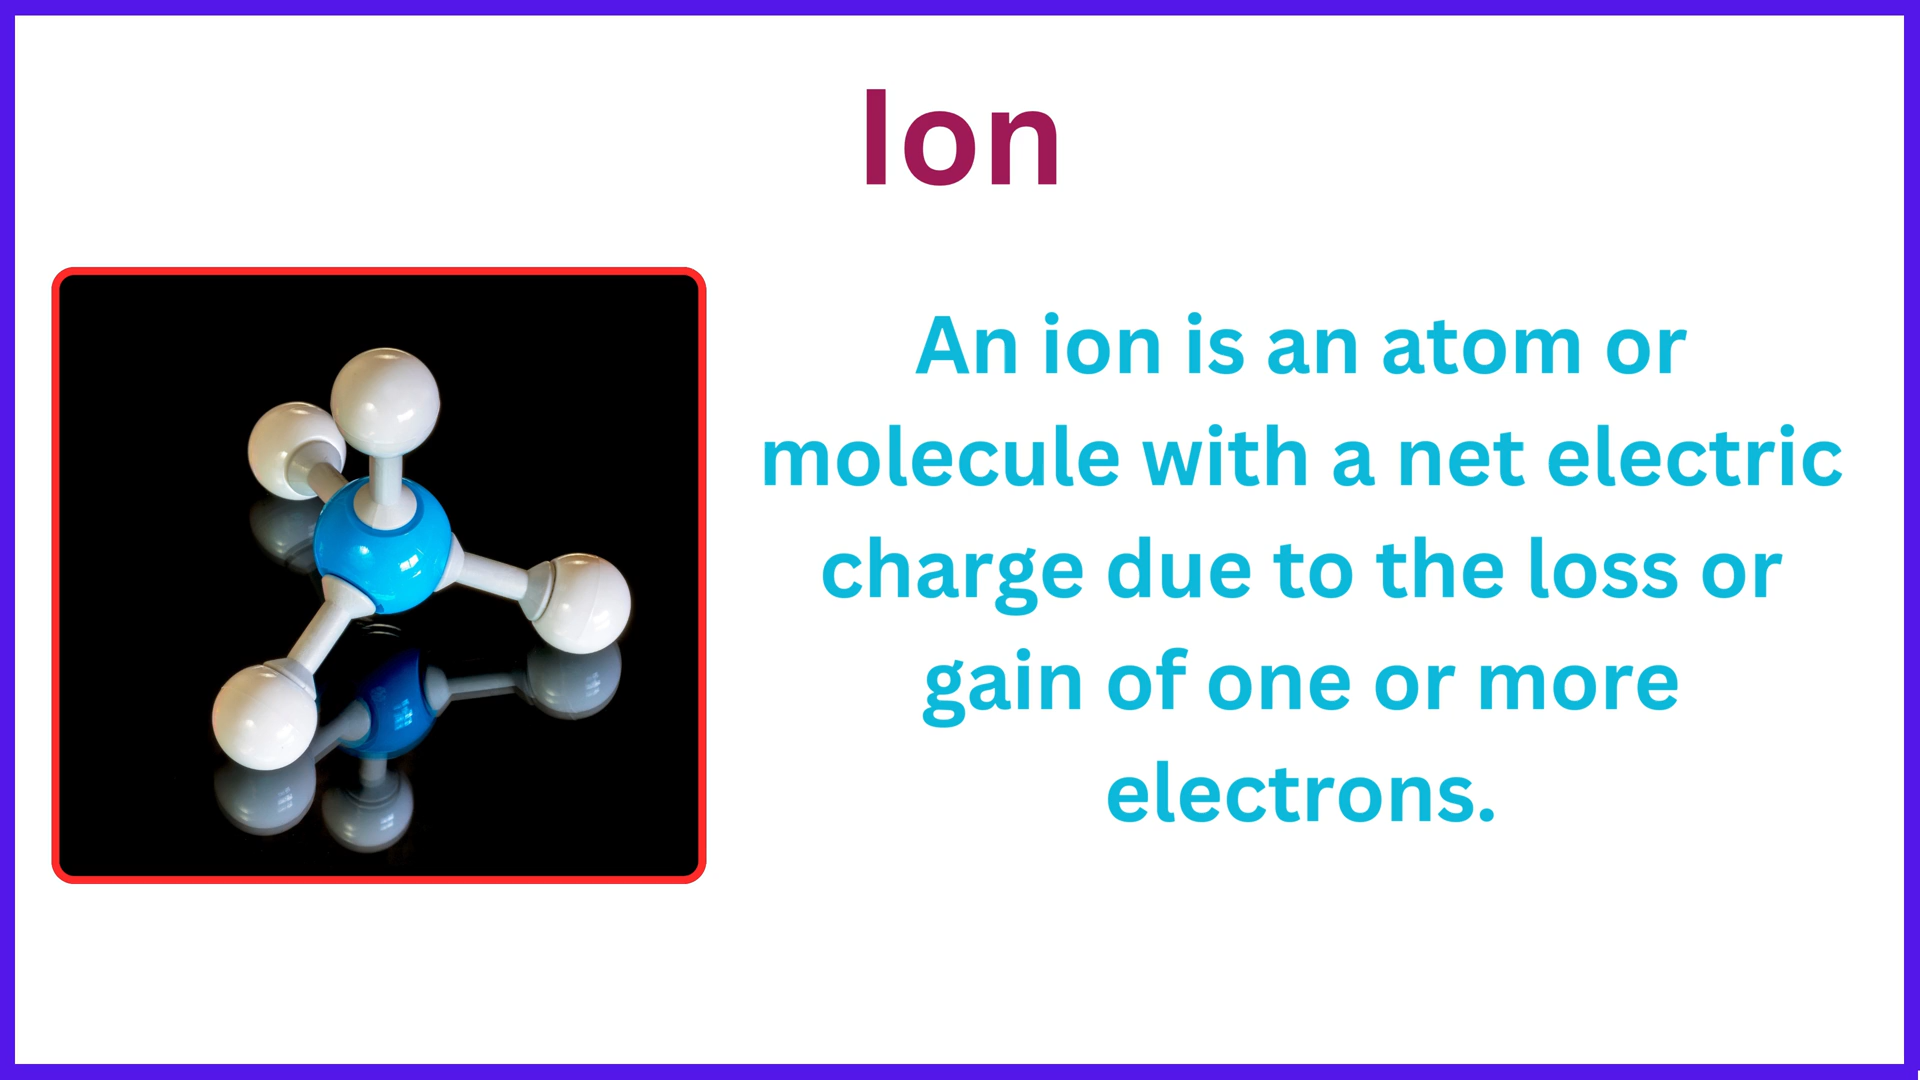 Ion
An ion is an atom or
molecule with a net electric
charge due to the loss or
gain of one or more
electrons.